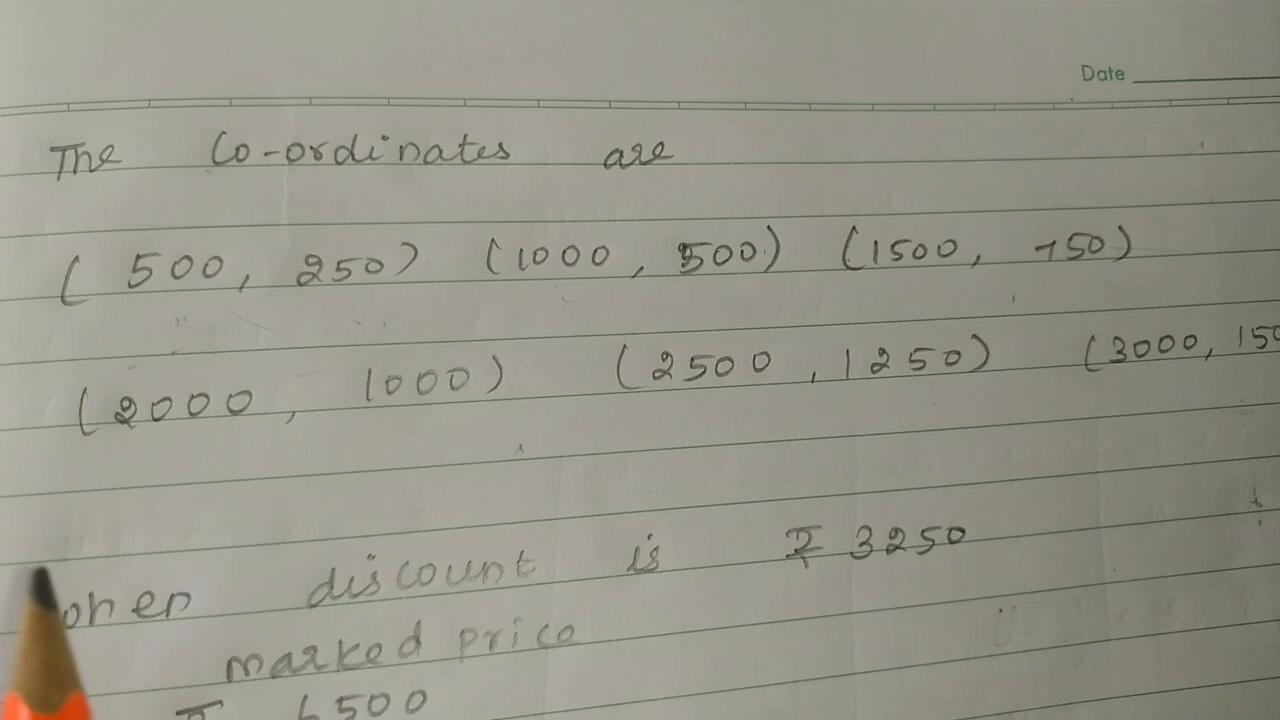 Date
The Co-ordinates are
( 500, 250) (1000, 500) (1500, 750)
(2000, 1000) (2500, 1250) (3000, 150
when discount is ₹ 3250
marked price
₹ 6500